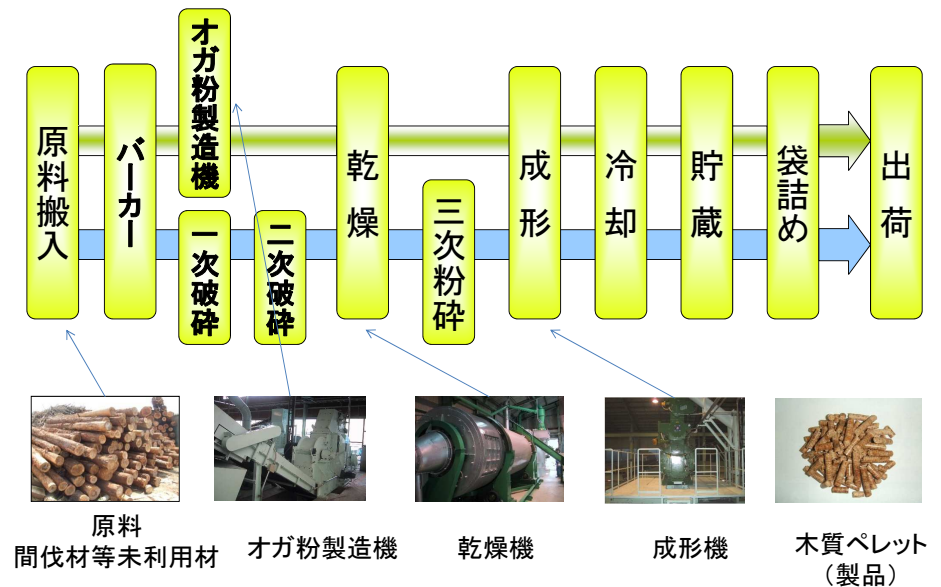 原料搬入
バーカー
オガ粉製造機
一次破砕
二次破砕
乾燥
三次粉砕
成形
冷却
貯蔵
袋詰め
出荷
原料
間伐材等未利用材
オガ粉製造機
乾燥機
成形機
木質ペレット
（製品）